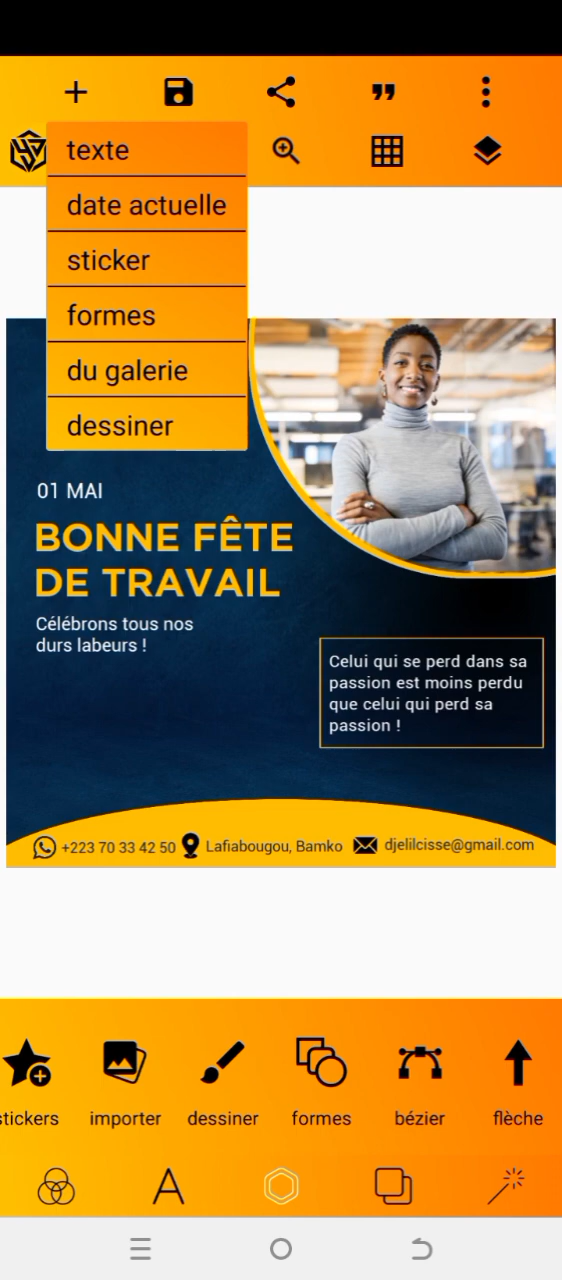 texte
date actuelle
sticker
formes
du galerie
dessiner
01 MAI
BONNE FÊTE
DE TRAVAIL
Célébrons tous nos
durs labeurs !
Celui qui se perd dans sa
passion est moins perdu
que celui qui perd sa
passion !
+223 70 33 42 50 Lafiabougou, Bamko djelilcisse@gmail.com
stickers importer dessiner formes bézier flèche